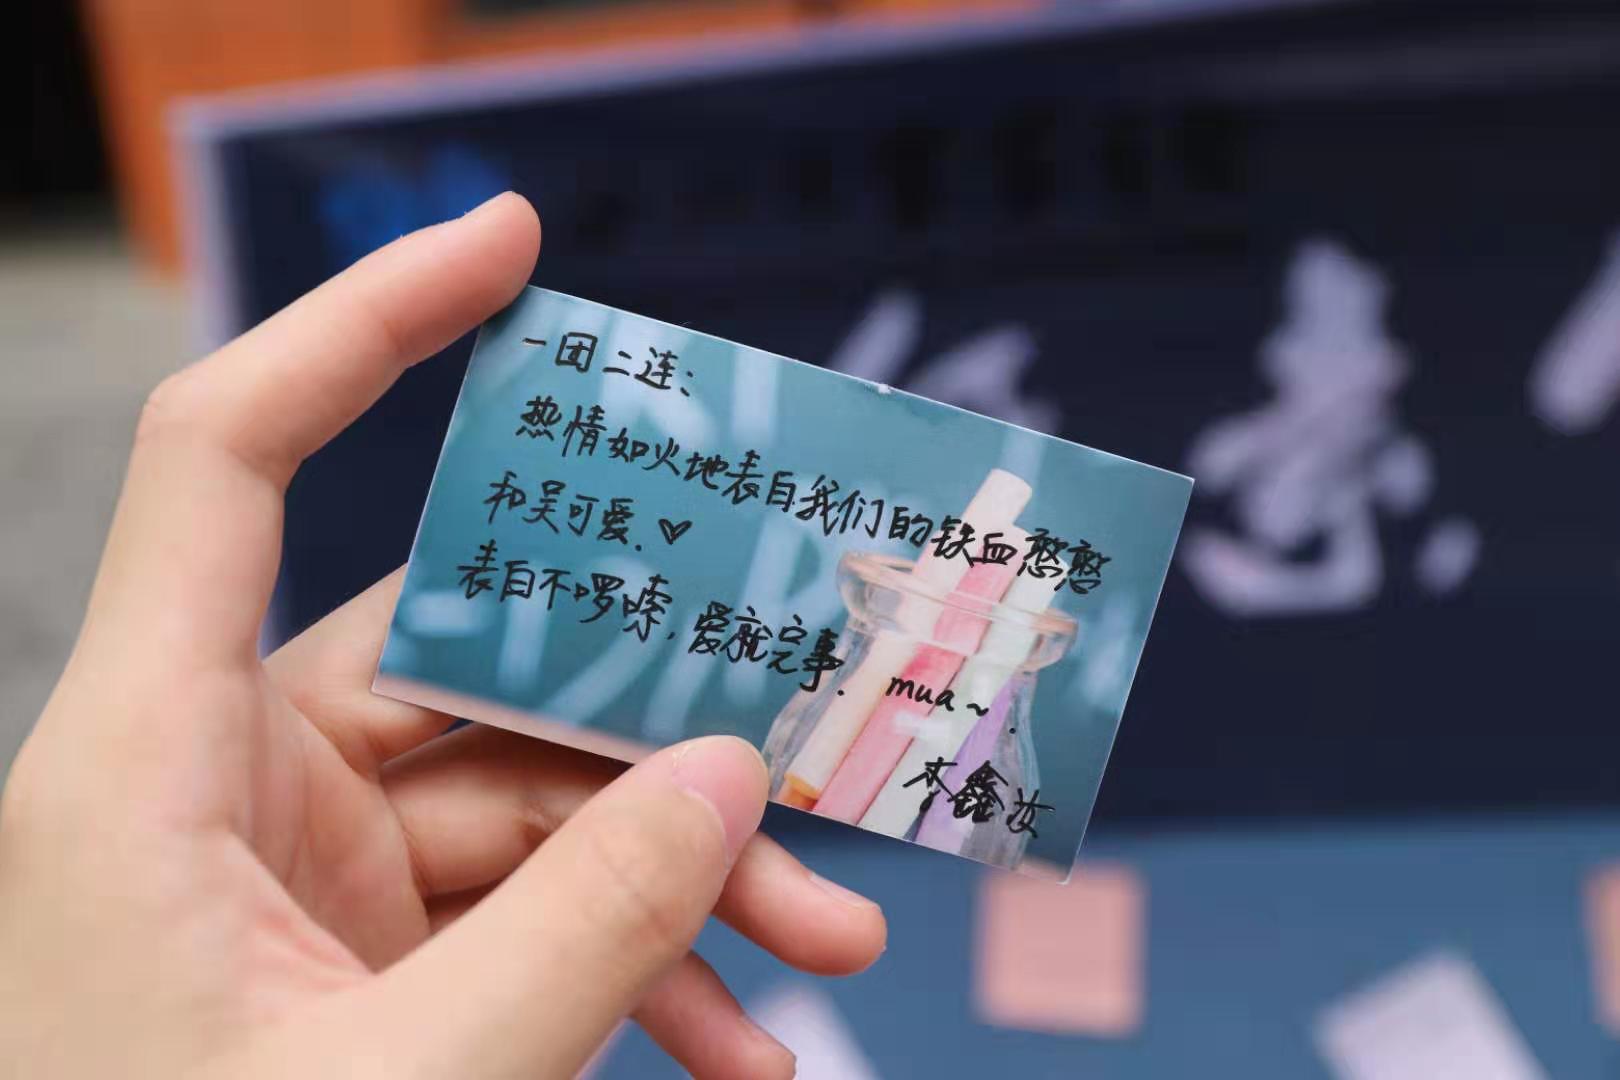 一团二连：
热情如火地表白我们的铁血憨憨
和吴可爱.♡
表白不啰嗦,爱就完事. mua~.
李鑫汝